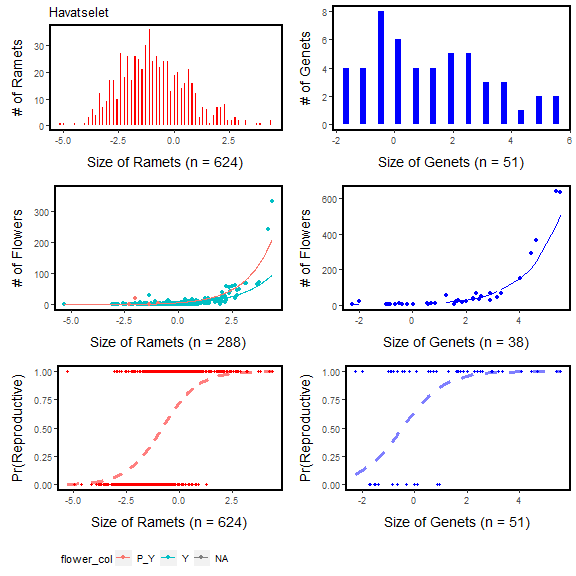 Havatselet
# of Ramets
30
20
10
0
-5.0 -2.5 0.0 2.5
Size of Ramets (n = 624)
# of Genets
8
6
4
2
0
-2 0 2 4 6
Size of Genets (n = 51)
# of Flowers
300
200
100
0
-5.0 -2.5 0.0 2.5
Size of Ramets (n = 288)
# of Flowers
600
400
200
0
-2 0 2 4
Size of Genets (n = 38)
Pr(Reproductive)
1.00
0.75
0.50
0.25
0.00
-5.0 -2.5 0.0 2.5
Size of Ramets (n = 624)
Pr(Reproductive)
1.00
0.75
0.50
0.25
0.00
-2 0 2 4
Size of Genets (n = 51)
flower_col P_Y Y NA